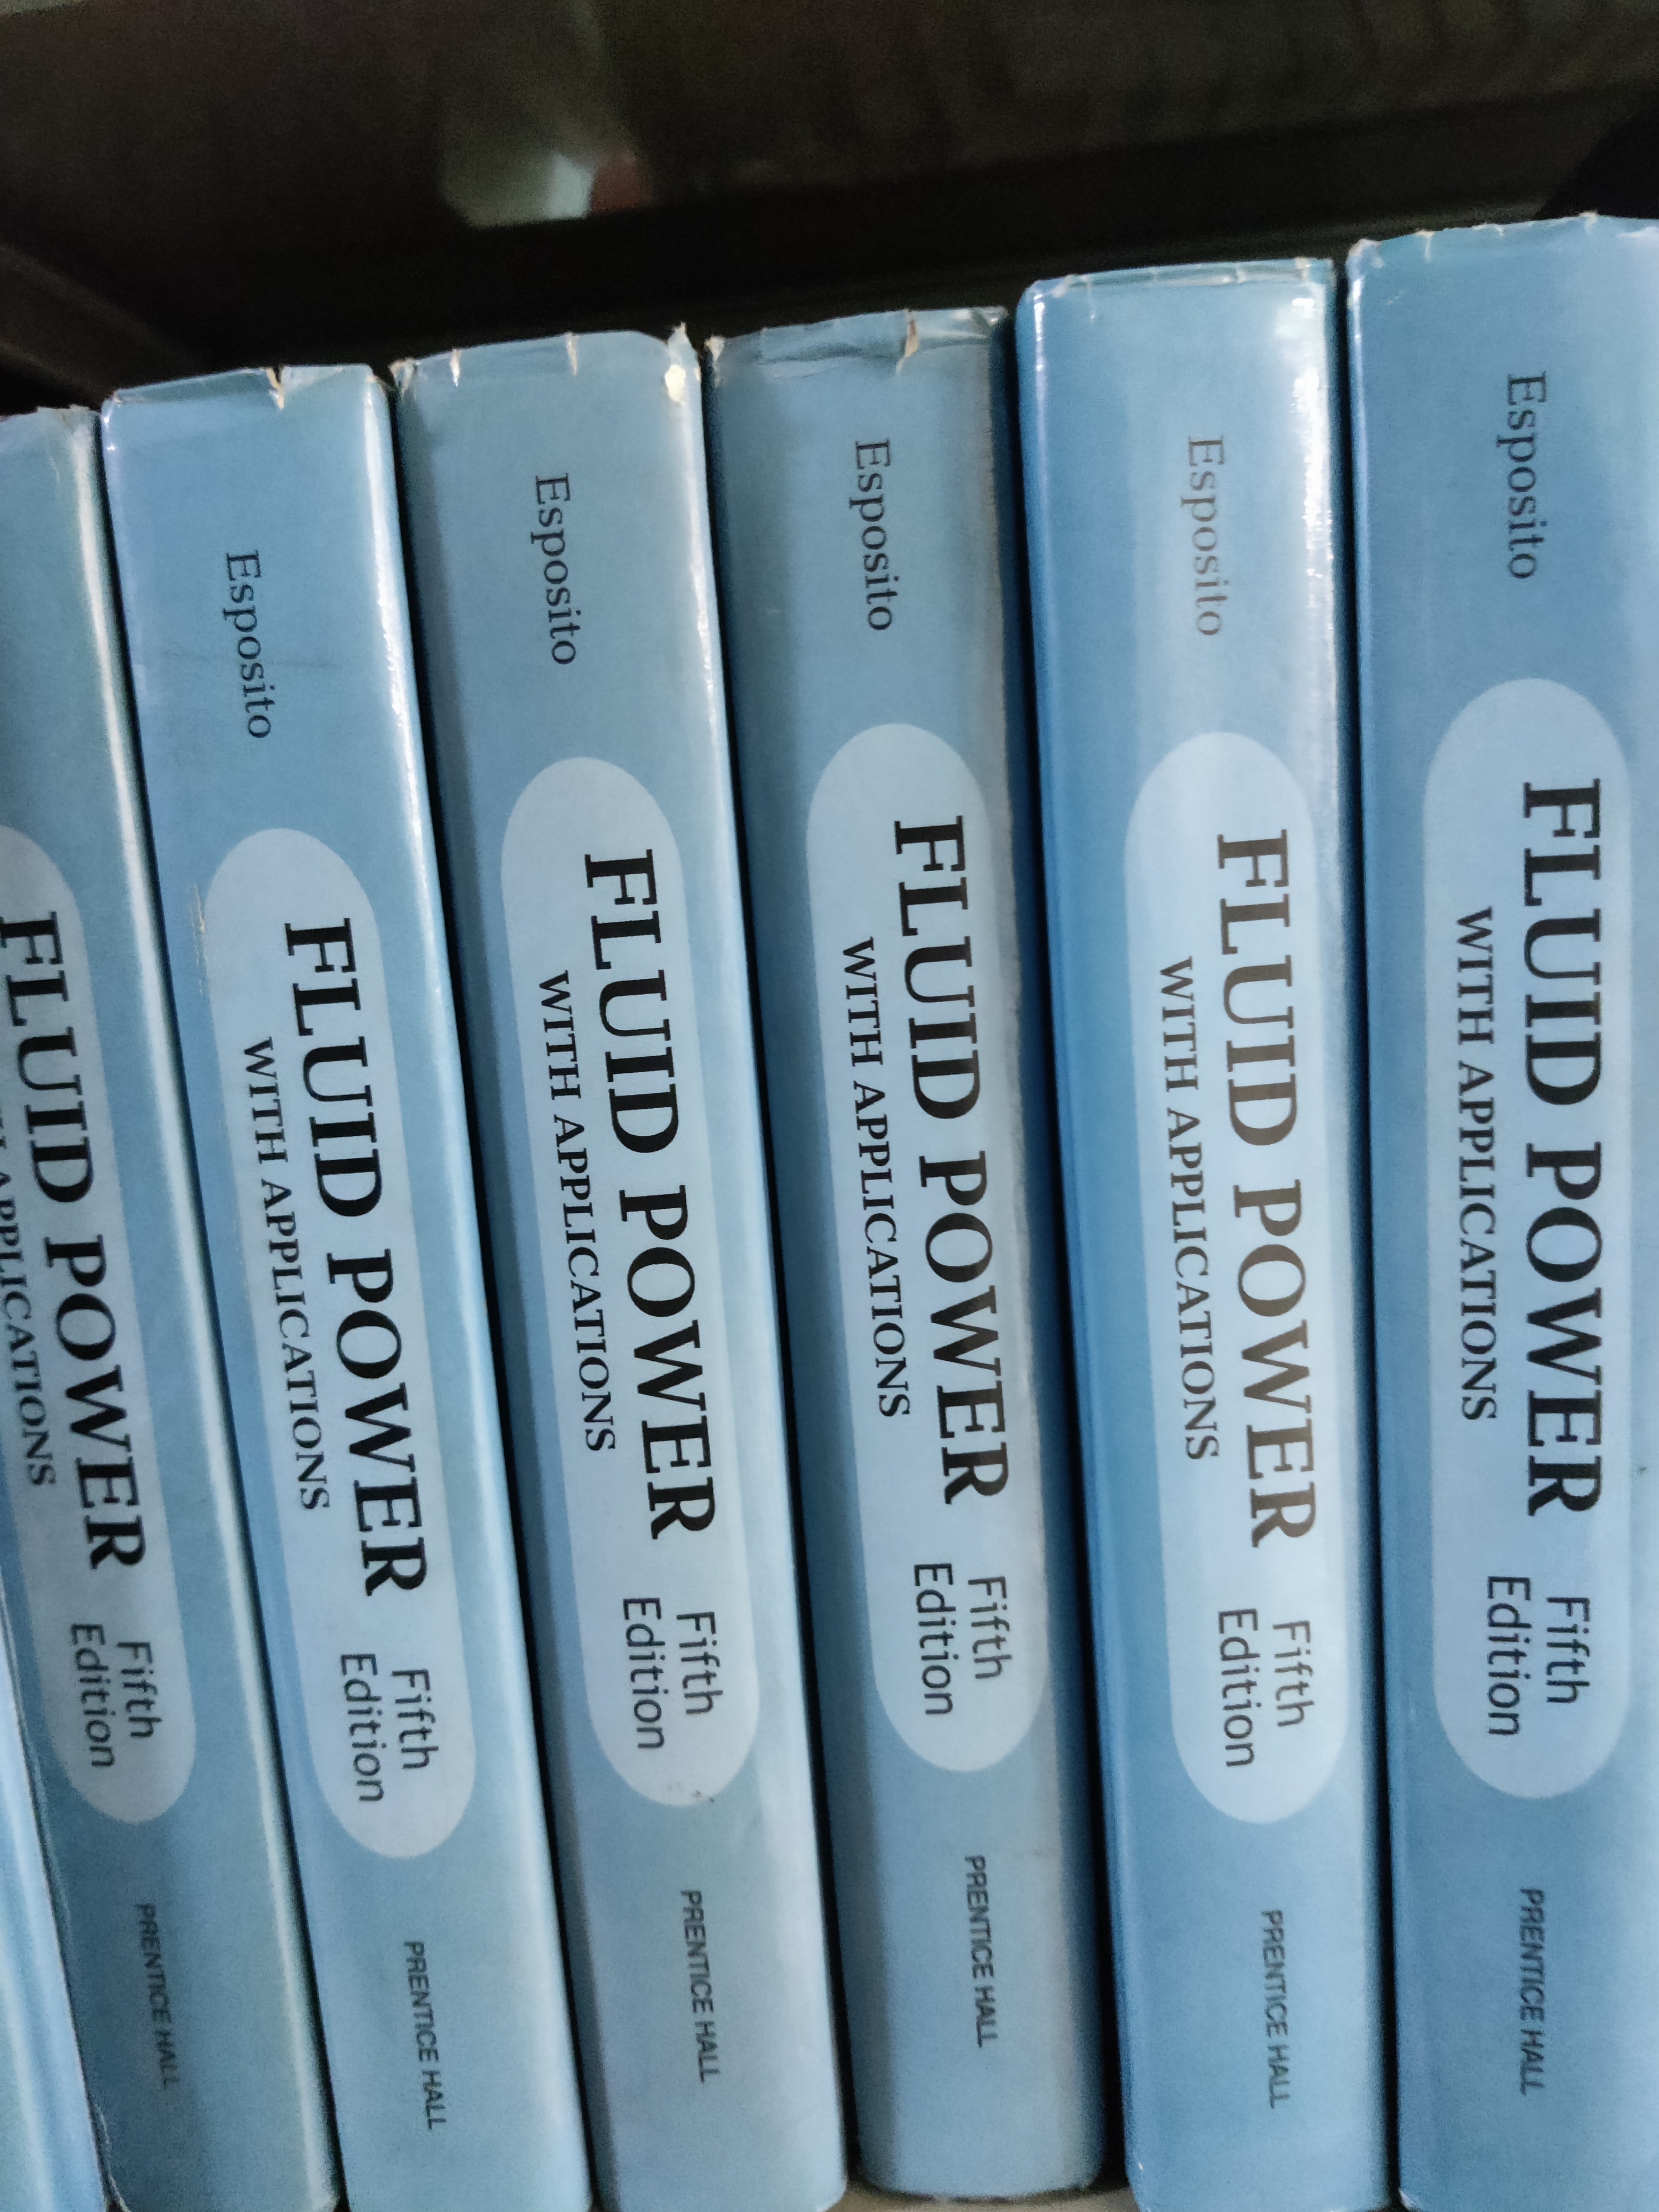 FLUID POWER
WITH APPLICATIONS
Fifth
Edition
PRENTICE HALL
Esposito
FLUID POWER
WITH APPLICATIONS
Fifth
Edition
PRENTICE HALL
Esposito
FLUID POWER
WITH APPLICATIONS
Fifth
Edition
PRENTICE HALL
Esposito
FLUID POWER
WITH APPLICATIONS
Fifth
Edition
PRENTICE HALL
Esposito
FLUID POWER
WITH APPLICATIONS
Fifth
Edition
PRENTICE HALL
Esposito
FLUID POWER
WITH APPLICATIONS
Fifth
Edition
PRENTICE HALL